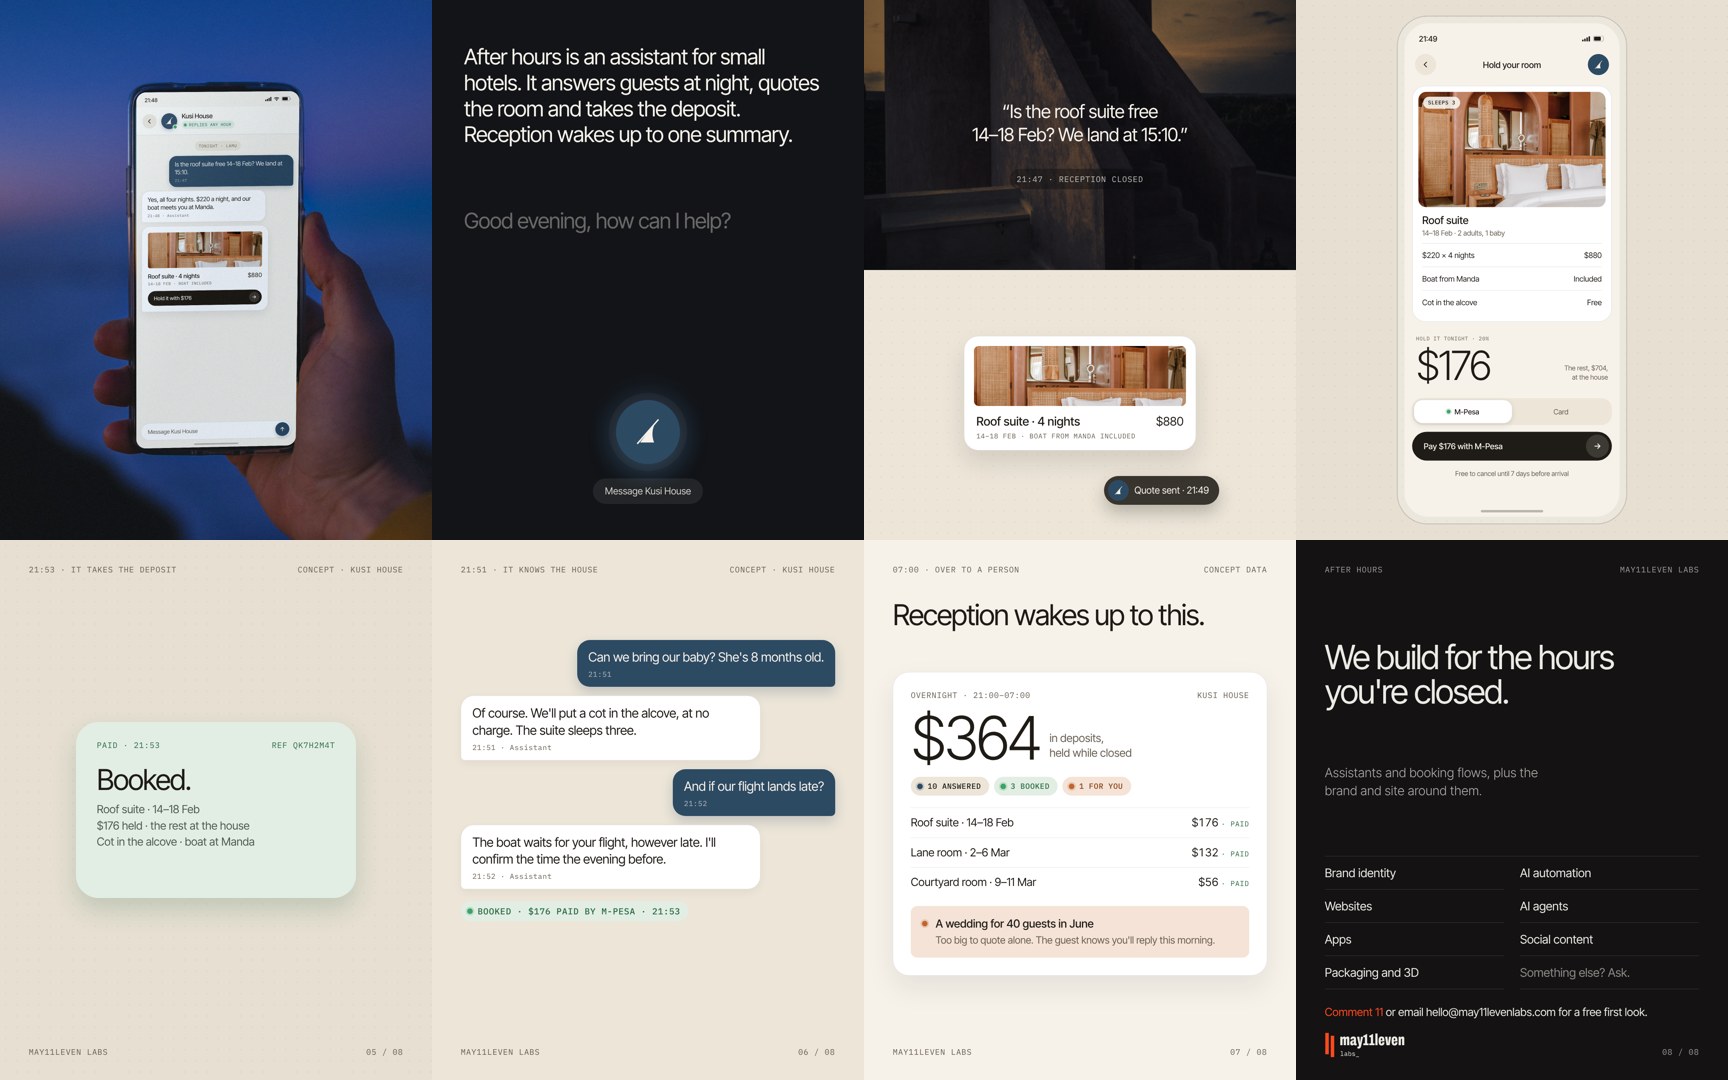 21:48
Kusi House
REPLIES ANY HOUR
TONIGHT · LAMU
Is the roof suite free 14–18 Feb? We land at
15:10.
21:47
Yes, all four nights. $220 a night, and our
boat meets you at Manda.
21:48 · Assistant
Roof suite · 4 nights
$880
14–18 FEB · BOAT INCLUDED
Hold it with $176
Message Kusi House
After hours is an assistant for small
hotels. It answers guests at night, quotes
the room and takes the deposit.
Reception wakes up to one summary.
Good evening, how can I help?
Message Kusi House
“Is the roof suite free
14–18 Feb? We land at 15:10.”
21:47 · RECEPTION CLOSED
Roof suite · 4 nights
$880
14–18 FEB · BOAT FROM MANDA INCLUDED
Quote sent · 21:49
21:49
Hold your room
SLEEPS 3
Roof suite
14–18 Feb · 2 adults, 1 baby
$220 × 4 nights
$880
Boat from Manda
Included
Cot in the alcove
Free
HOLD IT TONIGHT · 20%
$176
The rest, $704,
at the house
M-Pesa
Card
Pay $176 with M-Pesa
Free to cancel until 7 days before arrival
21:53 · IT TAKES THE DEPOSIT
CONCEPT · KUSI HOUSE
PAID · 21:53
REF QK7H2M4T
Booked.
Roof suite · 14–18 Feb
$176 held · the rest at the house
Cot in the alcove · boat at Manda
MAY11LEVEN LABS
05 / 08
21:51 · IT KNOWS THE HOUSE
CONCEPT · KUSI HOUSE
Can we bring our baby? She's 8 months old.
21:51
Of course. We'll put a cot in the alcove, at no
charge. The suite sleeps three.
21:51 · Assistant
And if our flight lands late?
21:52
The boat waits for your flight, however late. I'll
confirm the time the evening before.
21:52 · Assistant
BOOKED · $176 PAID BY M-PESA · 21:53
MAY11LEVEN LABS
06 / 08
07:00 · OVER TO A PERSON
CONCEPT DATA
Reception wakes up to this.
OVERNIGHT · 21:00–07:00
KUSI HOUSE
$364
in deposits,
held while closed
10 ANSWERED
3 BOOKED
1 FOR YOU
Roof suite · 14–18 Feb
$176 · PAID
Lane room · 2–6 Mar
$132 · PAID
Courtyard room · 9–11 Mar
$56 · PAID
A wedding for 40 guests in June
Too big to quote alone. The guest knows you'll reply this morning.
MAY11LEVEN LABS
07 / 08
AFTER HOURS
MAY11LEVEN LABS
We build for the hours
you're closed.
Assistants and booking flows, plus the
brand and site around them.
Brand identity
AI automation
Websites
AI agents
Apps
Social content
Packaging and 3D
Something else? Ask.
Comment 11 or email hello@may11levenlabs.com for a free first look.
may11leven
labs_
08 / 08